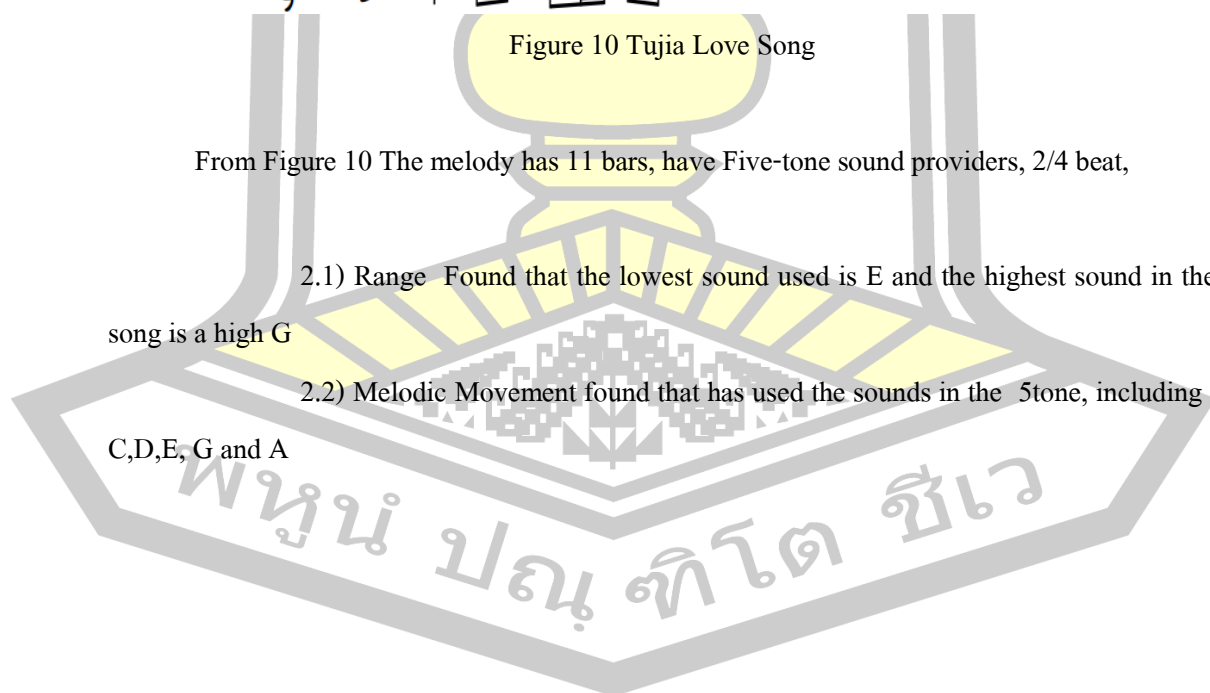 Figure 10 Tujia Love Song
From Figure 10 The melody has 11 bars, have Five-tone sound providers, 2/4 beat,
2.1) Range Found that the lowest sound used is E and the highest sound in the
song is a high G
2.2) Melodic Movement found that has used the sounds in the 5tone, including
C,D,E, G and A
พหูนํ ปณฺฑิโต ชีเว